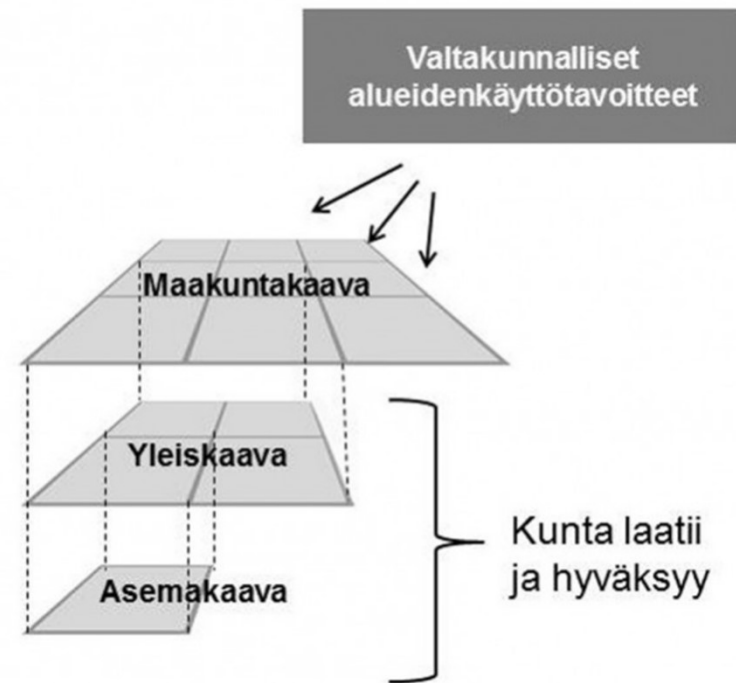 Valtakunnalliset
alueidenkäyttötavoitteet
Maakuntakaava
Yleiskaava
Asemakaava
Kunta laatii
ja hyväksyy